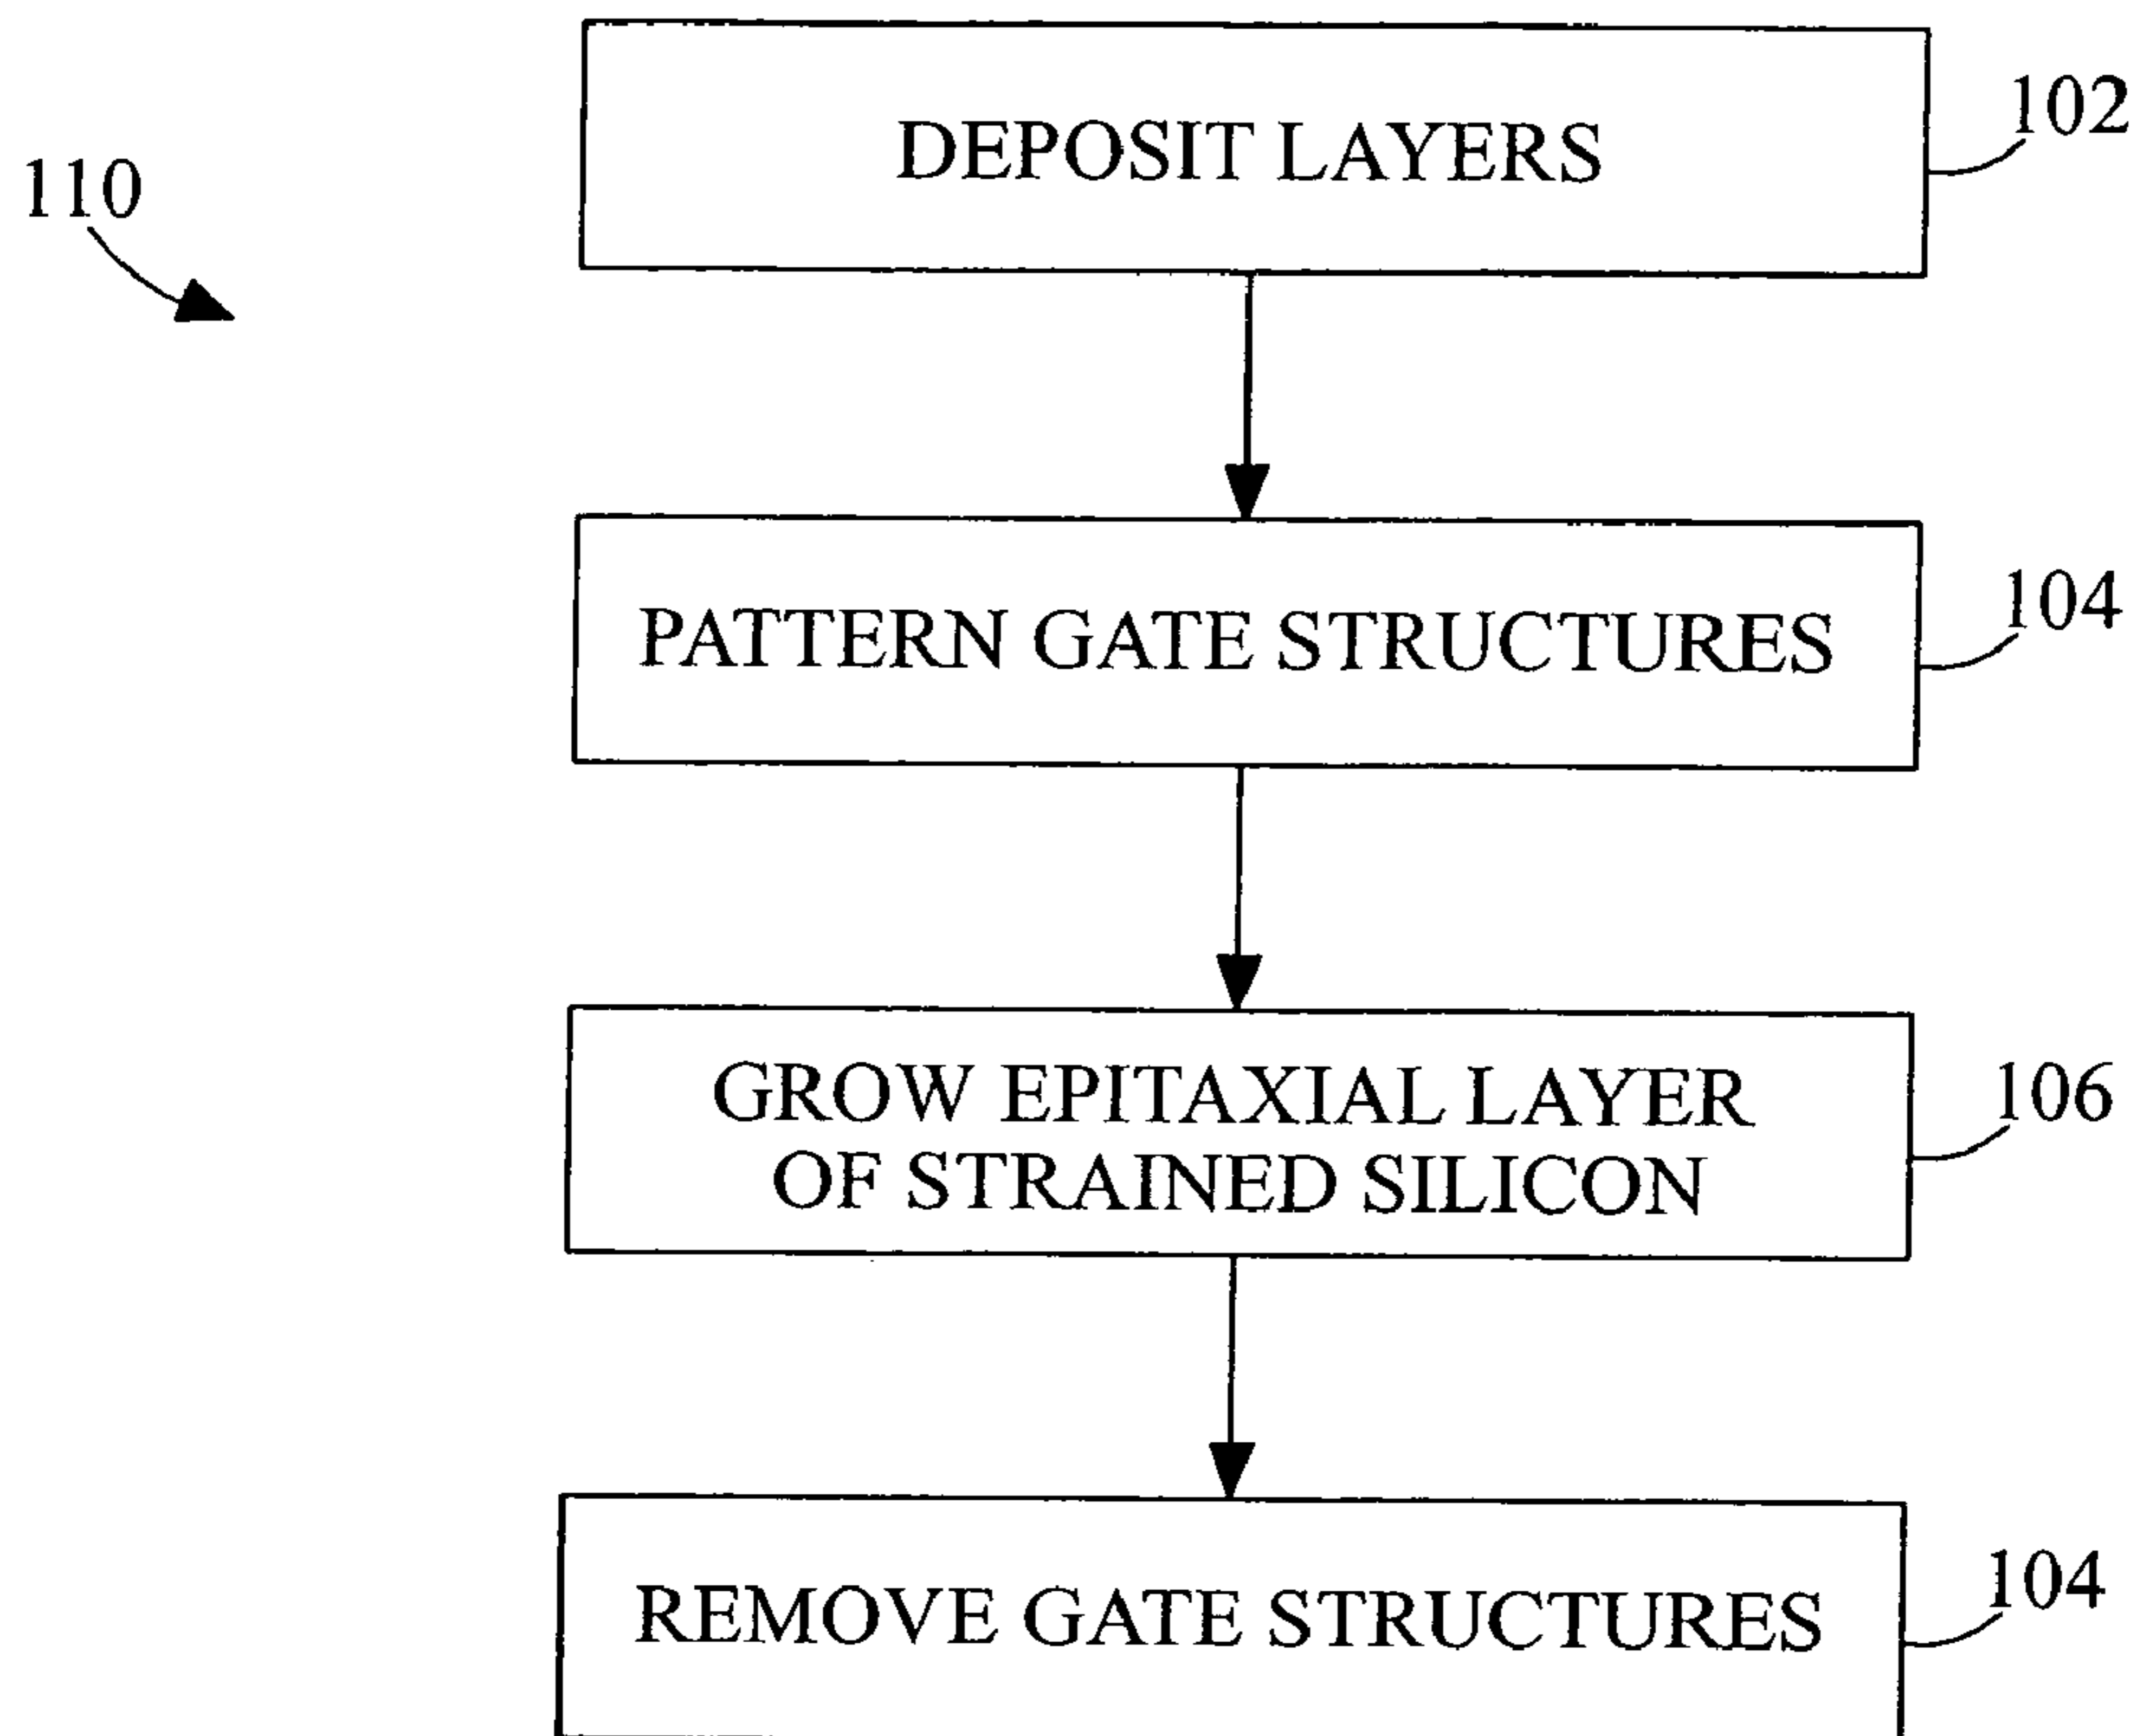 110
DEPOSIT LAYERS
102
PATTERN GATE STRUCTURES
104
GROW EPITAXIAL LAYER
OF STRAINED SILICON
106
REMOVE GATE STRUCTURES
104